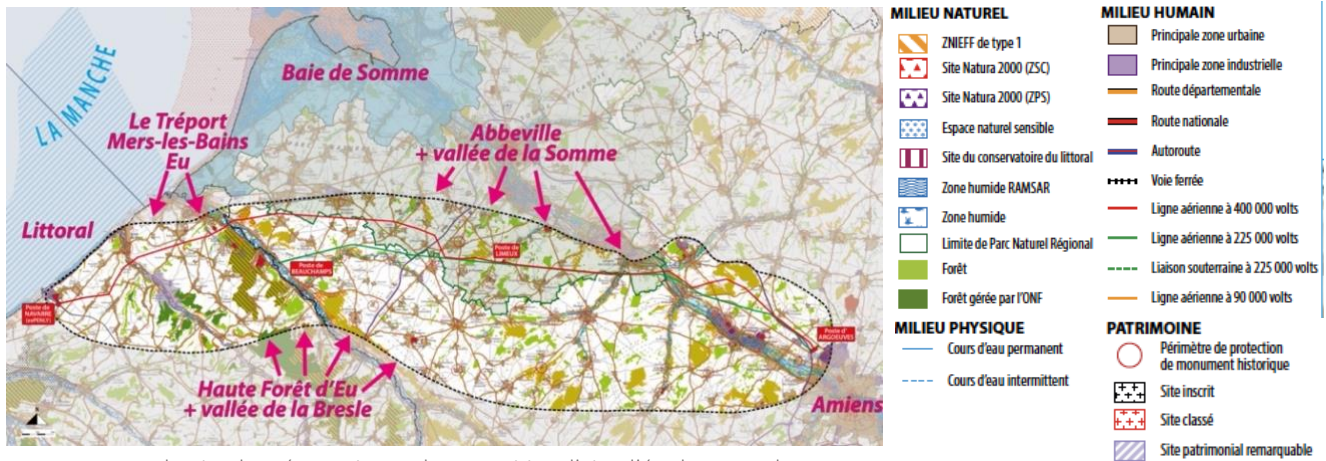 LA MANCHE
Baie de Somme
Le Tréport
Mers-les-Bains
Eu
Abbeville
+ vallée de la Somme
Littoral
Poste de
NAVARRE
Poste de
BEAUCHAMPS
Poste de
LIMEUX
Poste d'
ARGOEUVES
Haute Forêt d'Eu
+ vallée de la Bresle
Amiens
MILIEU NATUREL
ZNIEFF de type 1
Site Natura 2000 (ZSC)
Site Natura 2000 (ZPS)
Espace naturel sensible
Site du conservatoire du littoral
Zone humide RAMSAR
Zone humide
Limite de Parc Naturel Régional
Forêt
Forêt gérée par l'ONF
MILIEU PHYSIQUE
Cours d'eau permanent
Cours d'eau intermittent
MILIEU HUMAIN
Principale zone urbaine
Principale zone industrielle
Route départementale
Route nationale
Autoroute
Voie ferrée
Ligne aérienne à 400 000 volts
Ligne aérienne à 225 000 volts
Liaison souterraine à 225 000 volts
Ligne aérienne à 90 000 volts
PATRIMOINE
Périmètre de protection
de monument historique
Site inscrit
Site classé
Site patrimonial remarquable